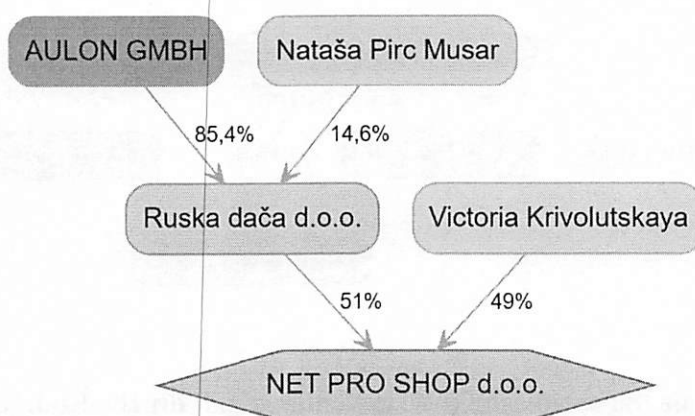 AULON GMBH
Nataša Pirc Musar
85,4%
14,6%
Ruska dača d.o.o.
Victoria Krivolutskaya
51%
49%
NET PRO SHOP d.o.o.